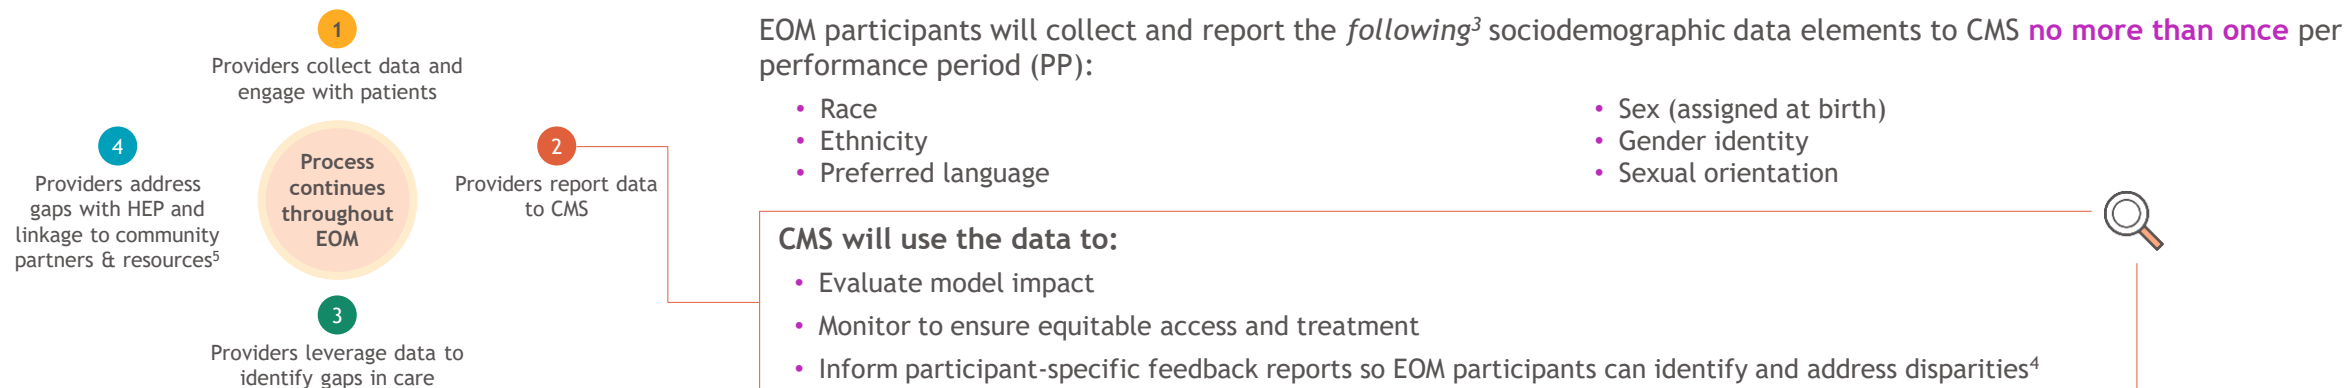 1
Providers collect data and
engage with patients
2
Providers report data
to CMS
3
Providers leverage data to
identify gaps in care
4
Providers address
gaps with HEP and
linkage to community
partners & resources5
Process
continues
throughout
EOM
EOM participants will collect and report the following3 sociodemographic data elements to CMS no more than once per
performance period (PP):
• Race
• Ethnicity
• Preferred language
• Sex (assigned at birth)
• Gender identity
• Sexual orientation
CMS will use the data to:
• Evaluate model impact
• Monitor to ensure equitable access and treatment
• Inform participant-specific feedback reports so EOM participants can identify and address disparities4